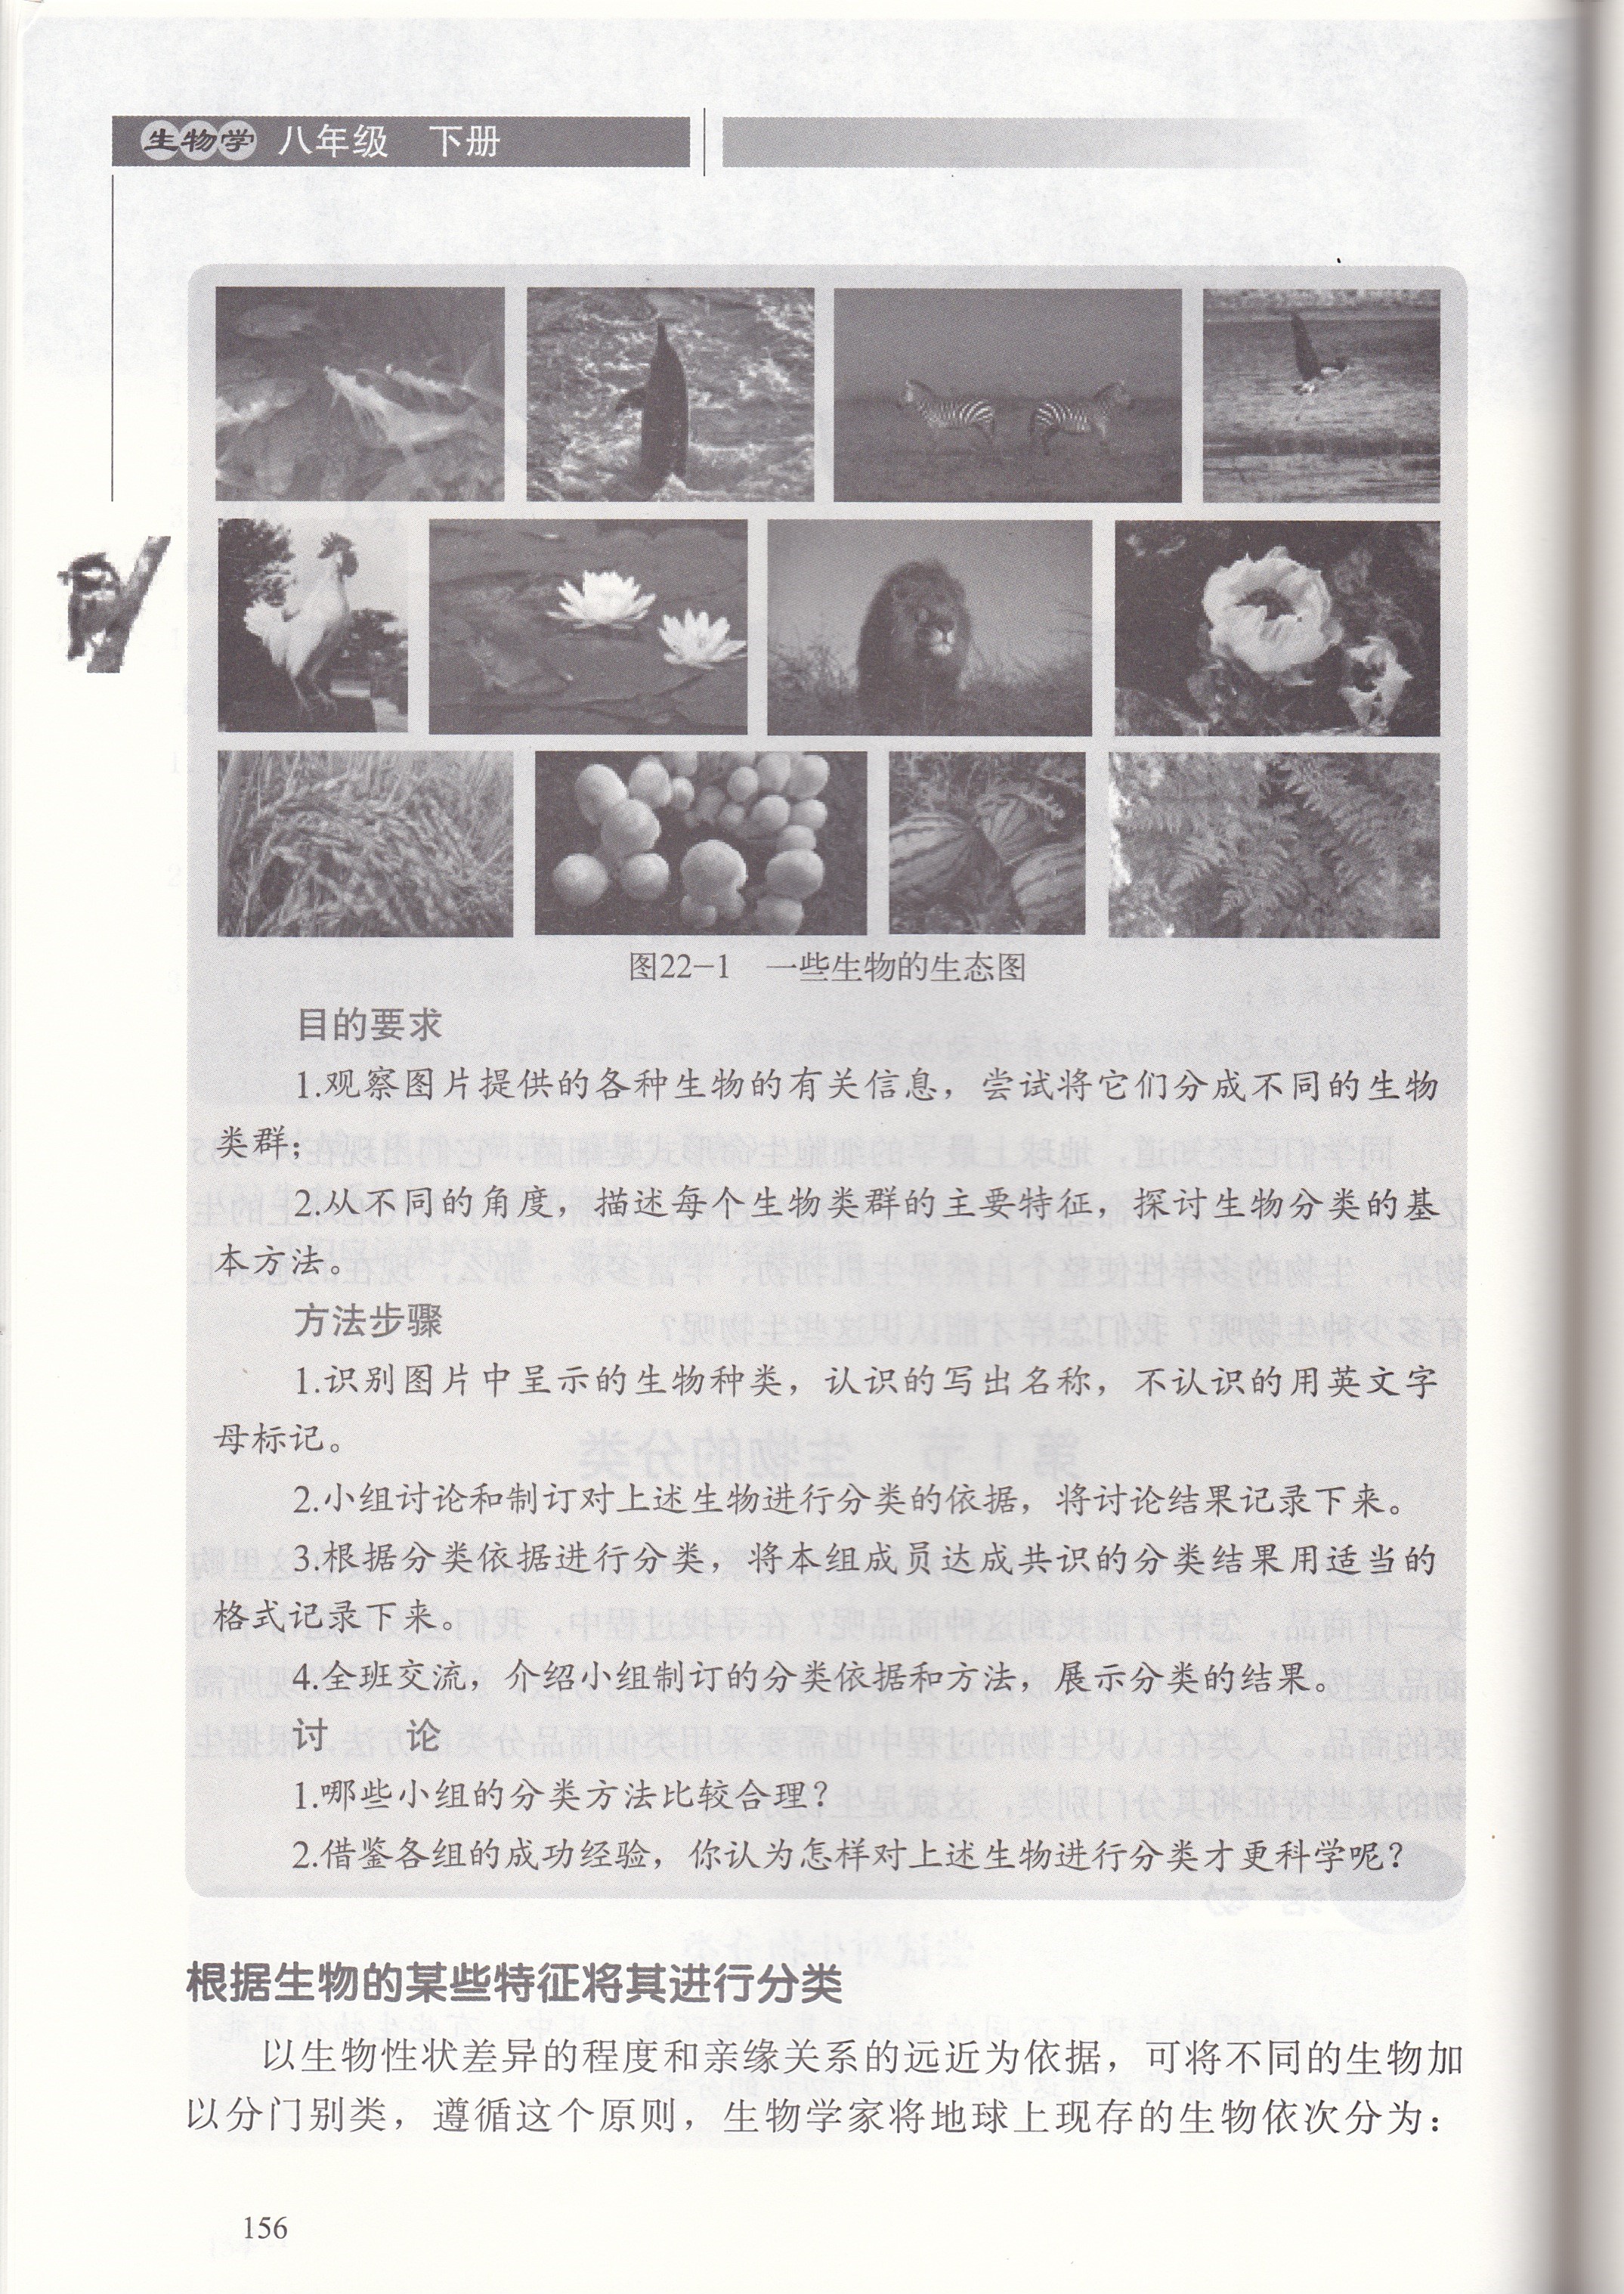 生物学 八年级 下册
图22-1 一些生物的生态图
目的要求
1.观察图片提供的各种生物的有关信息，尝试将它们分成不同的生物
类群；
2.从不同的角度，描述每个生物类群的主要特征，探讨生物分类的基
本方法。
方法步骤
1.识别图片中呈示的生物种类，认识的写出名称，不认识的用英文字
母标记。
2.小组讨论和制订对上述生物进行分类的依据，将讨论结果记录下来。
3.根据分类依据进行分类，将本组成员达成共识的分类结果用适当的
格式记录下来。
4.全班交流，介绍小组制订的分类依据和方法，展示分类的结果。
讨 论
1.哪些小组的分类方法比较合理？
2.借鉴各组的成功经验，你认为怎样对上述生物进行分类才更科学呢？
根据生物的某些特征将其进行分类
以生物性状差异的程度和亲缘关系的远近为依据，可将不同的生物加
以分门别类，遵循这个原则，生物学家将地球上现存的生物依次分为：
156